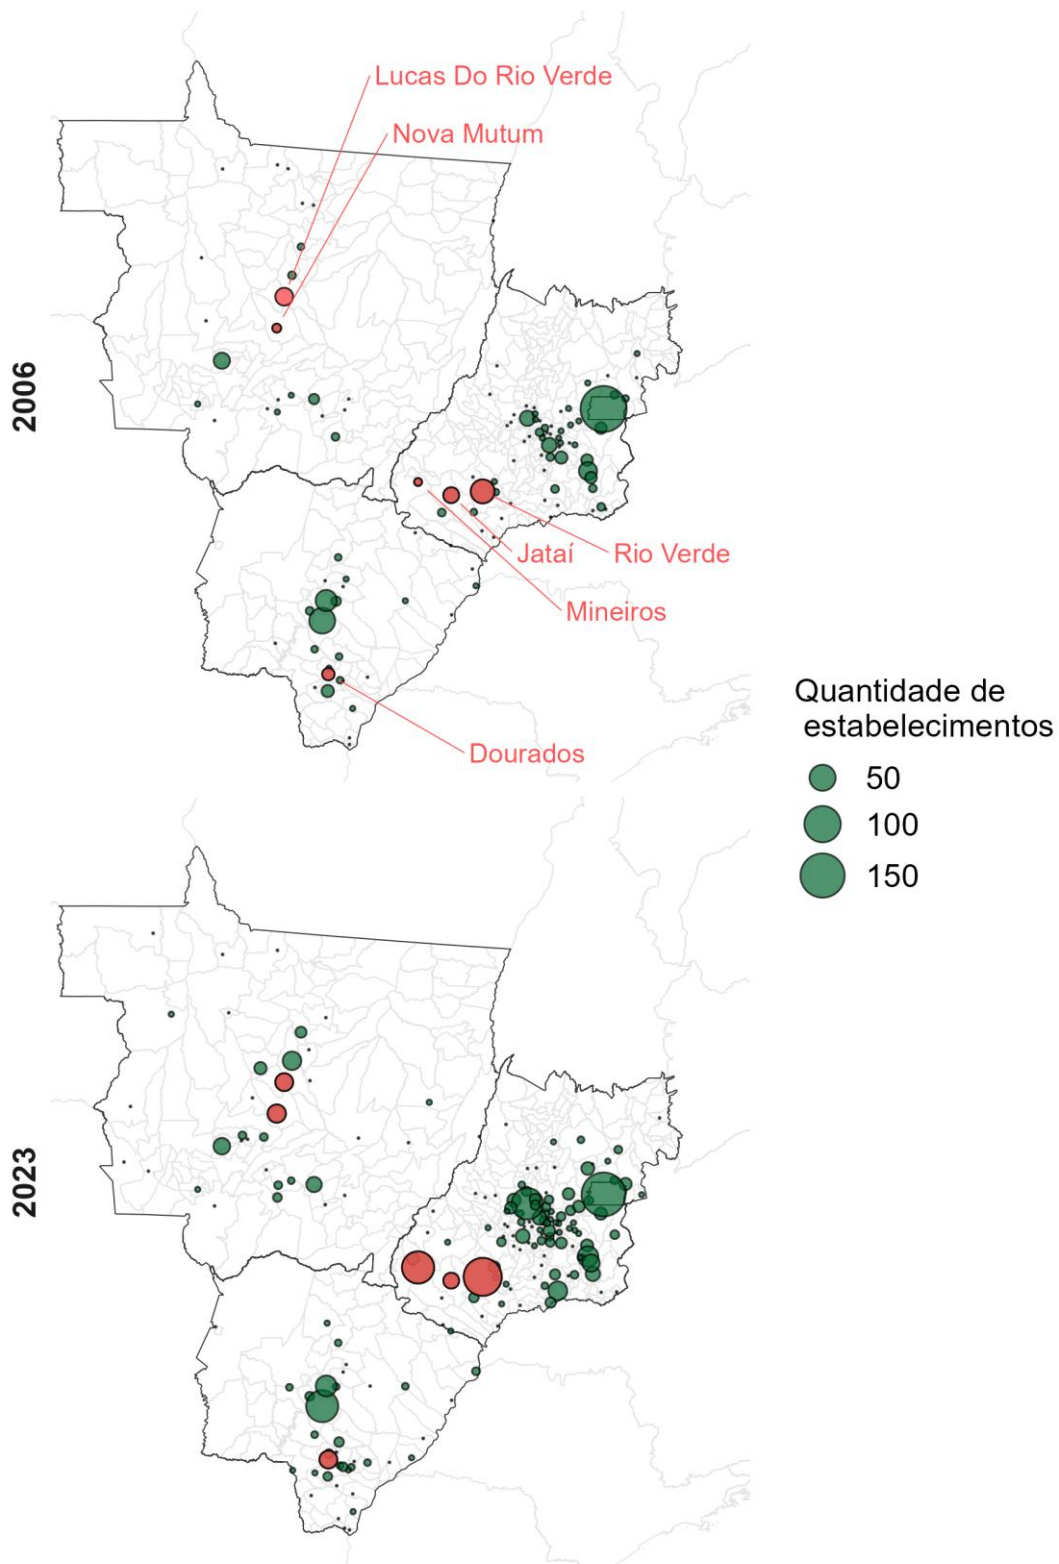 Lucas Do Rio Verde
Nova Mutum
2006
Jataí
Rio Verde
Mineiros
Dourados
Quantidade de
estabelecimentos
50
100
150
2023